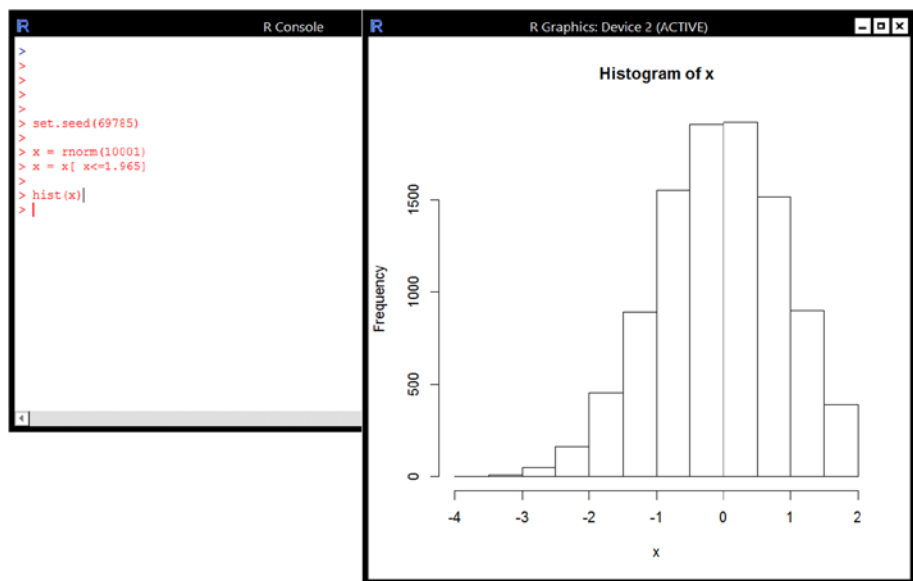 R Console
>
>
>
>
>
> set.seed(69785)
>
> x = rnorm(10001)
> x = x[ x<=1.965]
>
> hist(x)
>
R Graphics: Device 2 (ACTIVE)
Histogram of x
Frequency
1500
1000
500
0
-4 -3 -2 -1 0 1 2
x